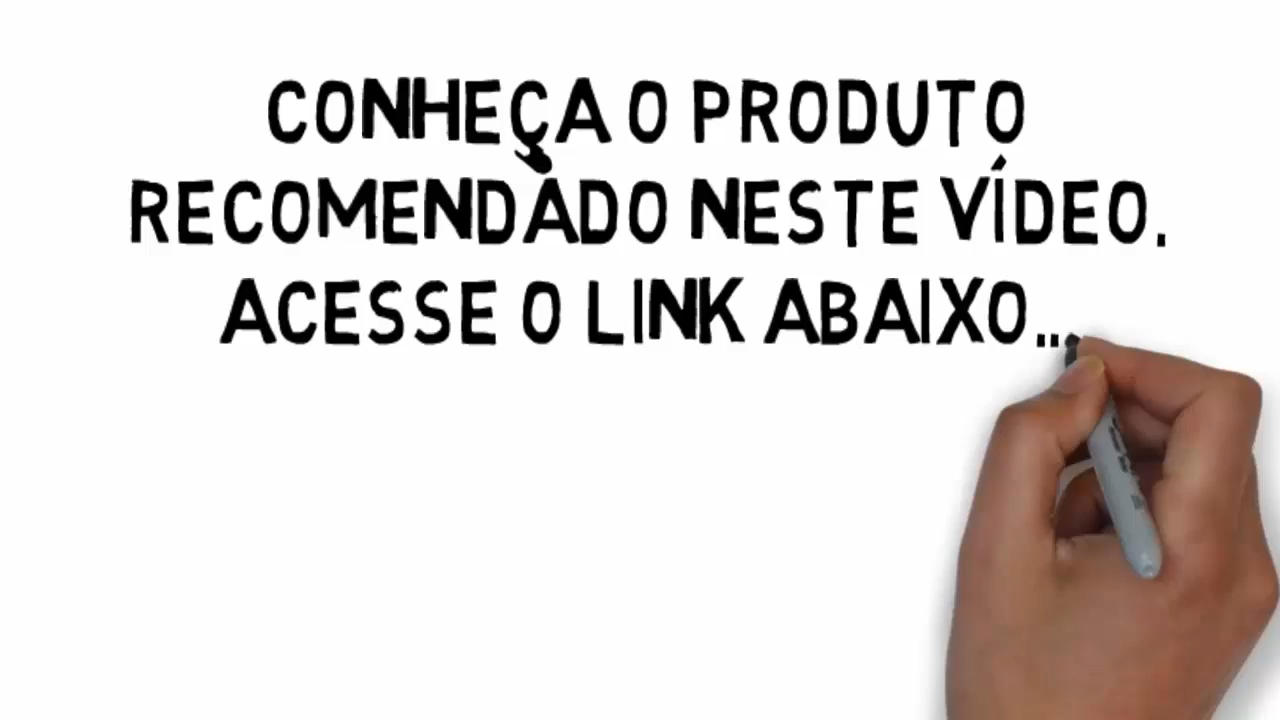 CONHEÇA O PRODUTO
RECOMENDADO NESTE VÍDEO.
ACESSE O LINK ABAIXO...